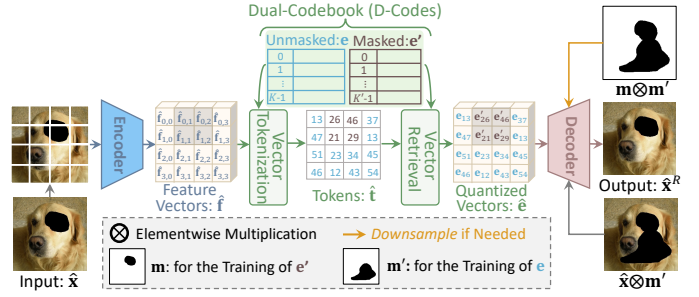 Dual-Codebook (D-Codes)
Unmasked: e Masked: e′
0 0
1 1
⋮ ⋮
K-1 K′-1
m⊗m′
Encoder
f̂0,0 f̂0,1 f̂0,2 f̂0,3
f̂1,0 f̂1,1 f̂1,2 f̂1,3
f̂2,0 f̂2,1 f̂2,2 f̂2,3
f̂3,0 f̂3,1 f̂3,2 f̂3,3
Feature
Vectors: f̂
Vector
Tokenization
13 26 46 37
47 21 29 13
51 23 34 45
46 12 43 54
Tokens: t̂
Vector
Retrieval
e13 e′26 e′46 e37
e47 e′21 e′29 e13
e51 e23 e34 e45
e46 e12 e43 e54
Quantized
Vectors: ê
Decoder
Output: x̂ᴿ
Input: x̂
x̂⊗m′
⊗ Elementwise Multiplication
Downsample if Needed
m: for the Training of e′
m′: for the Training of e